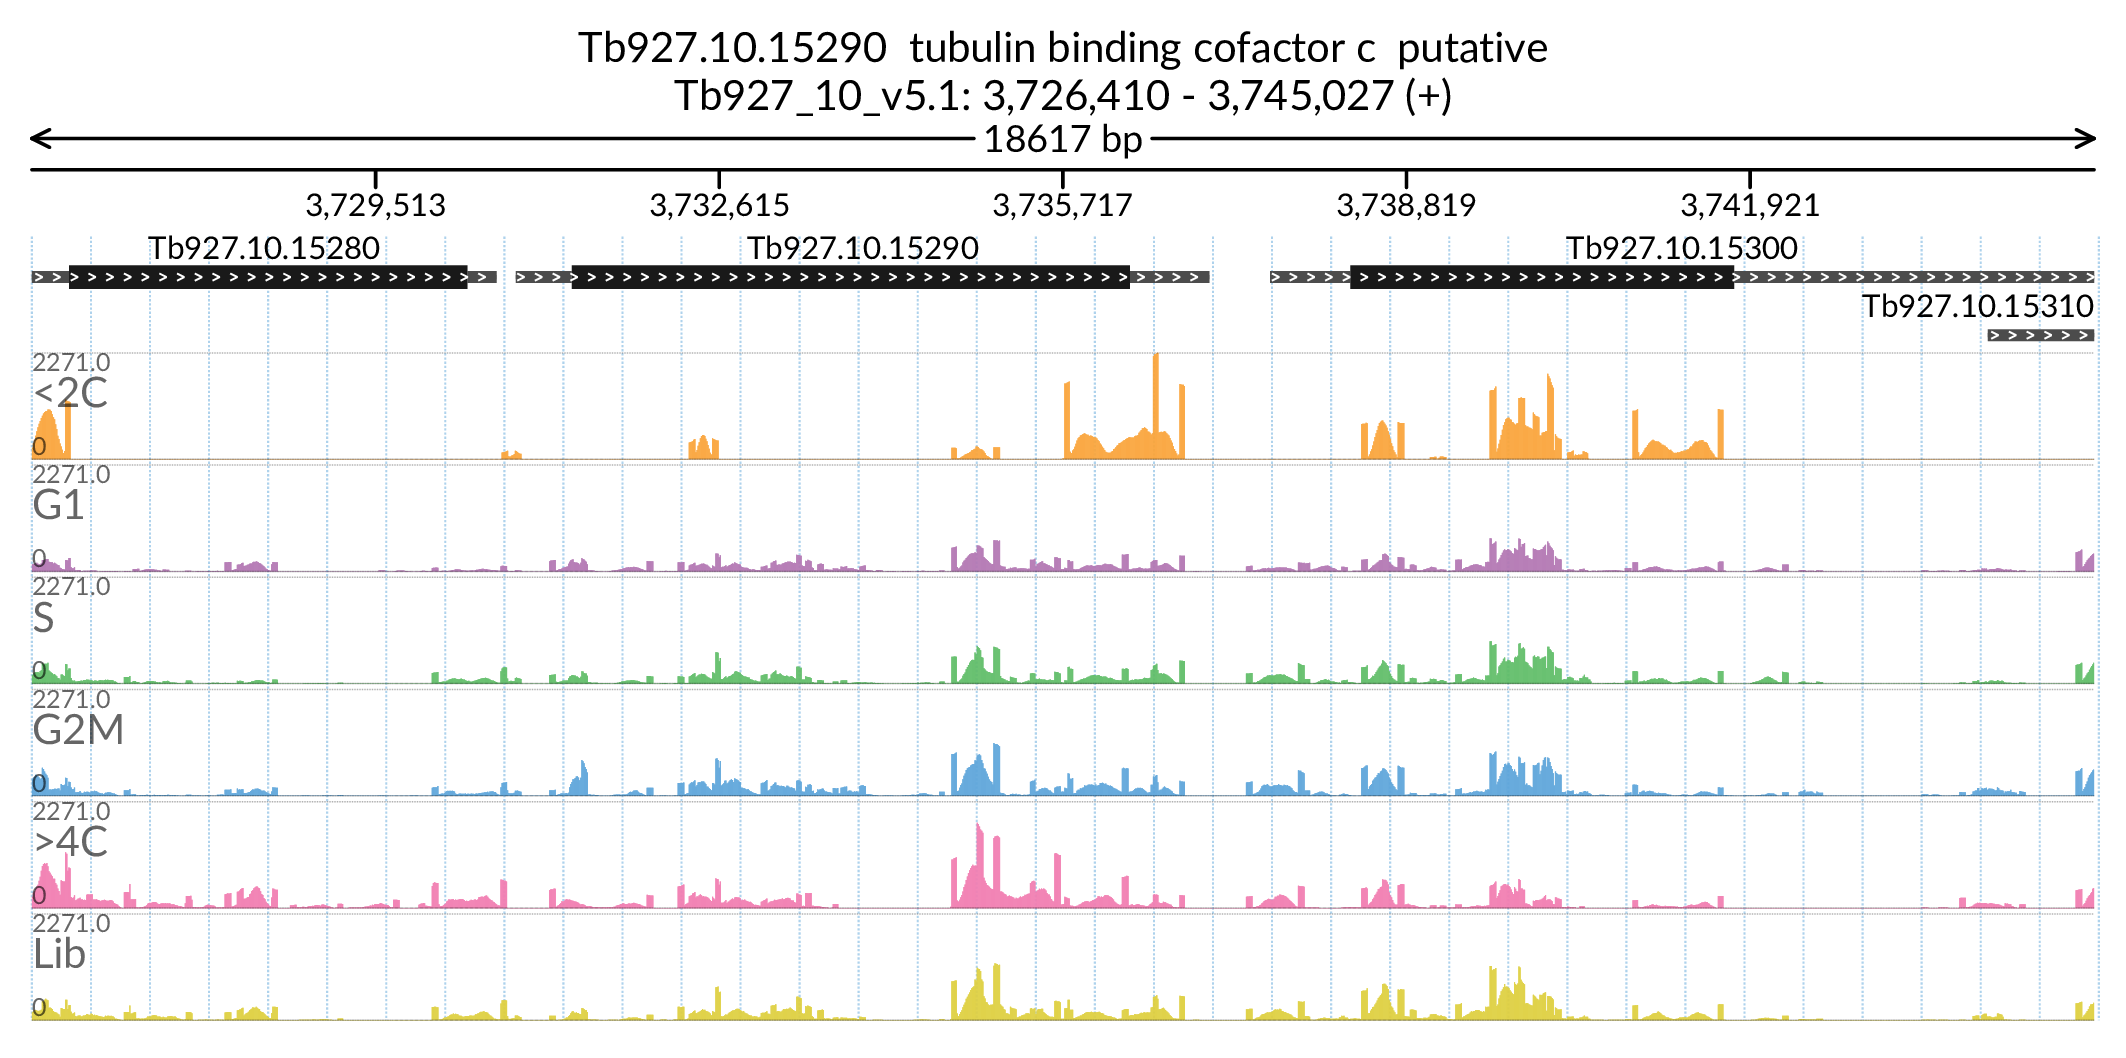 Tb927.10.15290  tubulin binding cofactor c  putative
Tb927_10_v5.1: 3,726,410 - 3,745,027 (+)
18617 bp
3,729,513 3,732,615 3,735,717 3,738,819 3,741,921
Tb927.10.15280 Tb927.10.15290 Tb927.10.15300
Tb927.10.15310
2271.0
<2C
0
2271.0
G1
0
2271.0
S
0
2271.0
G2M
0
2271.0
>4C
0
2271.0
Lib
0